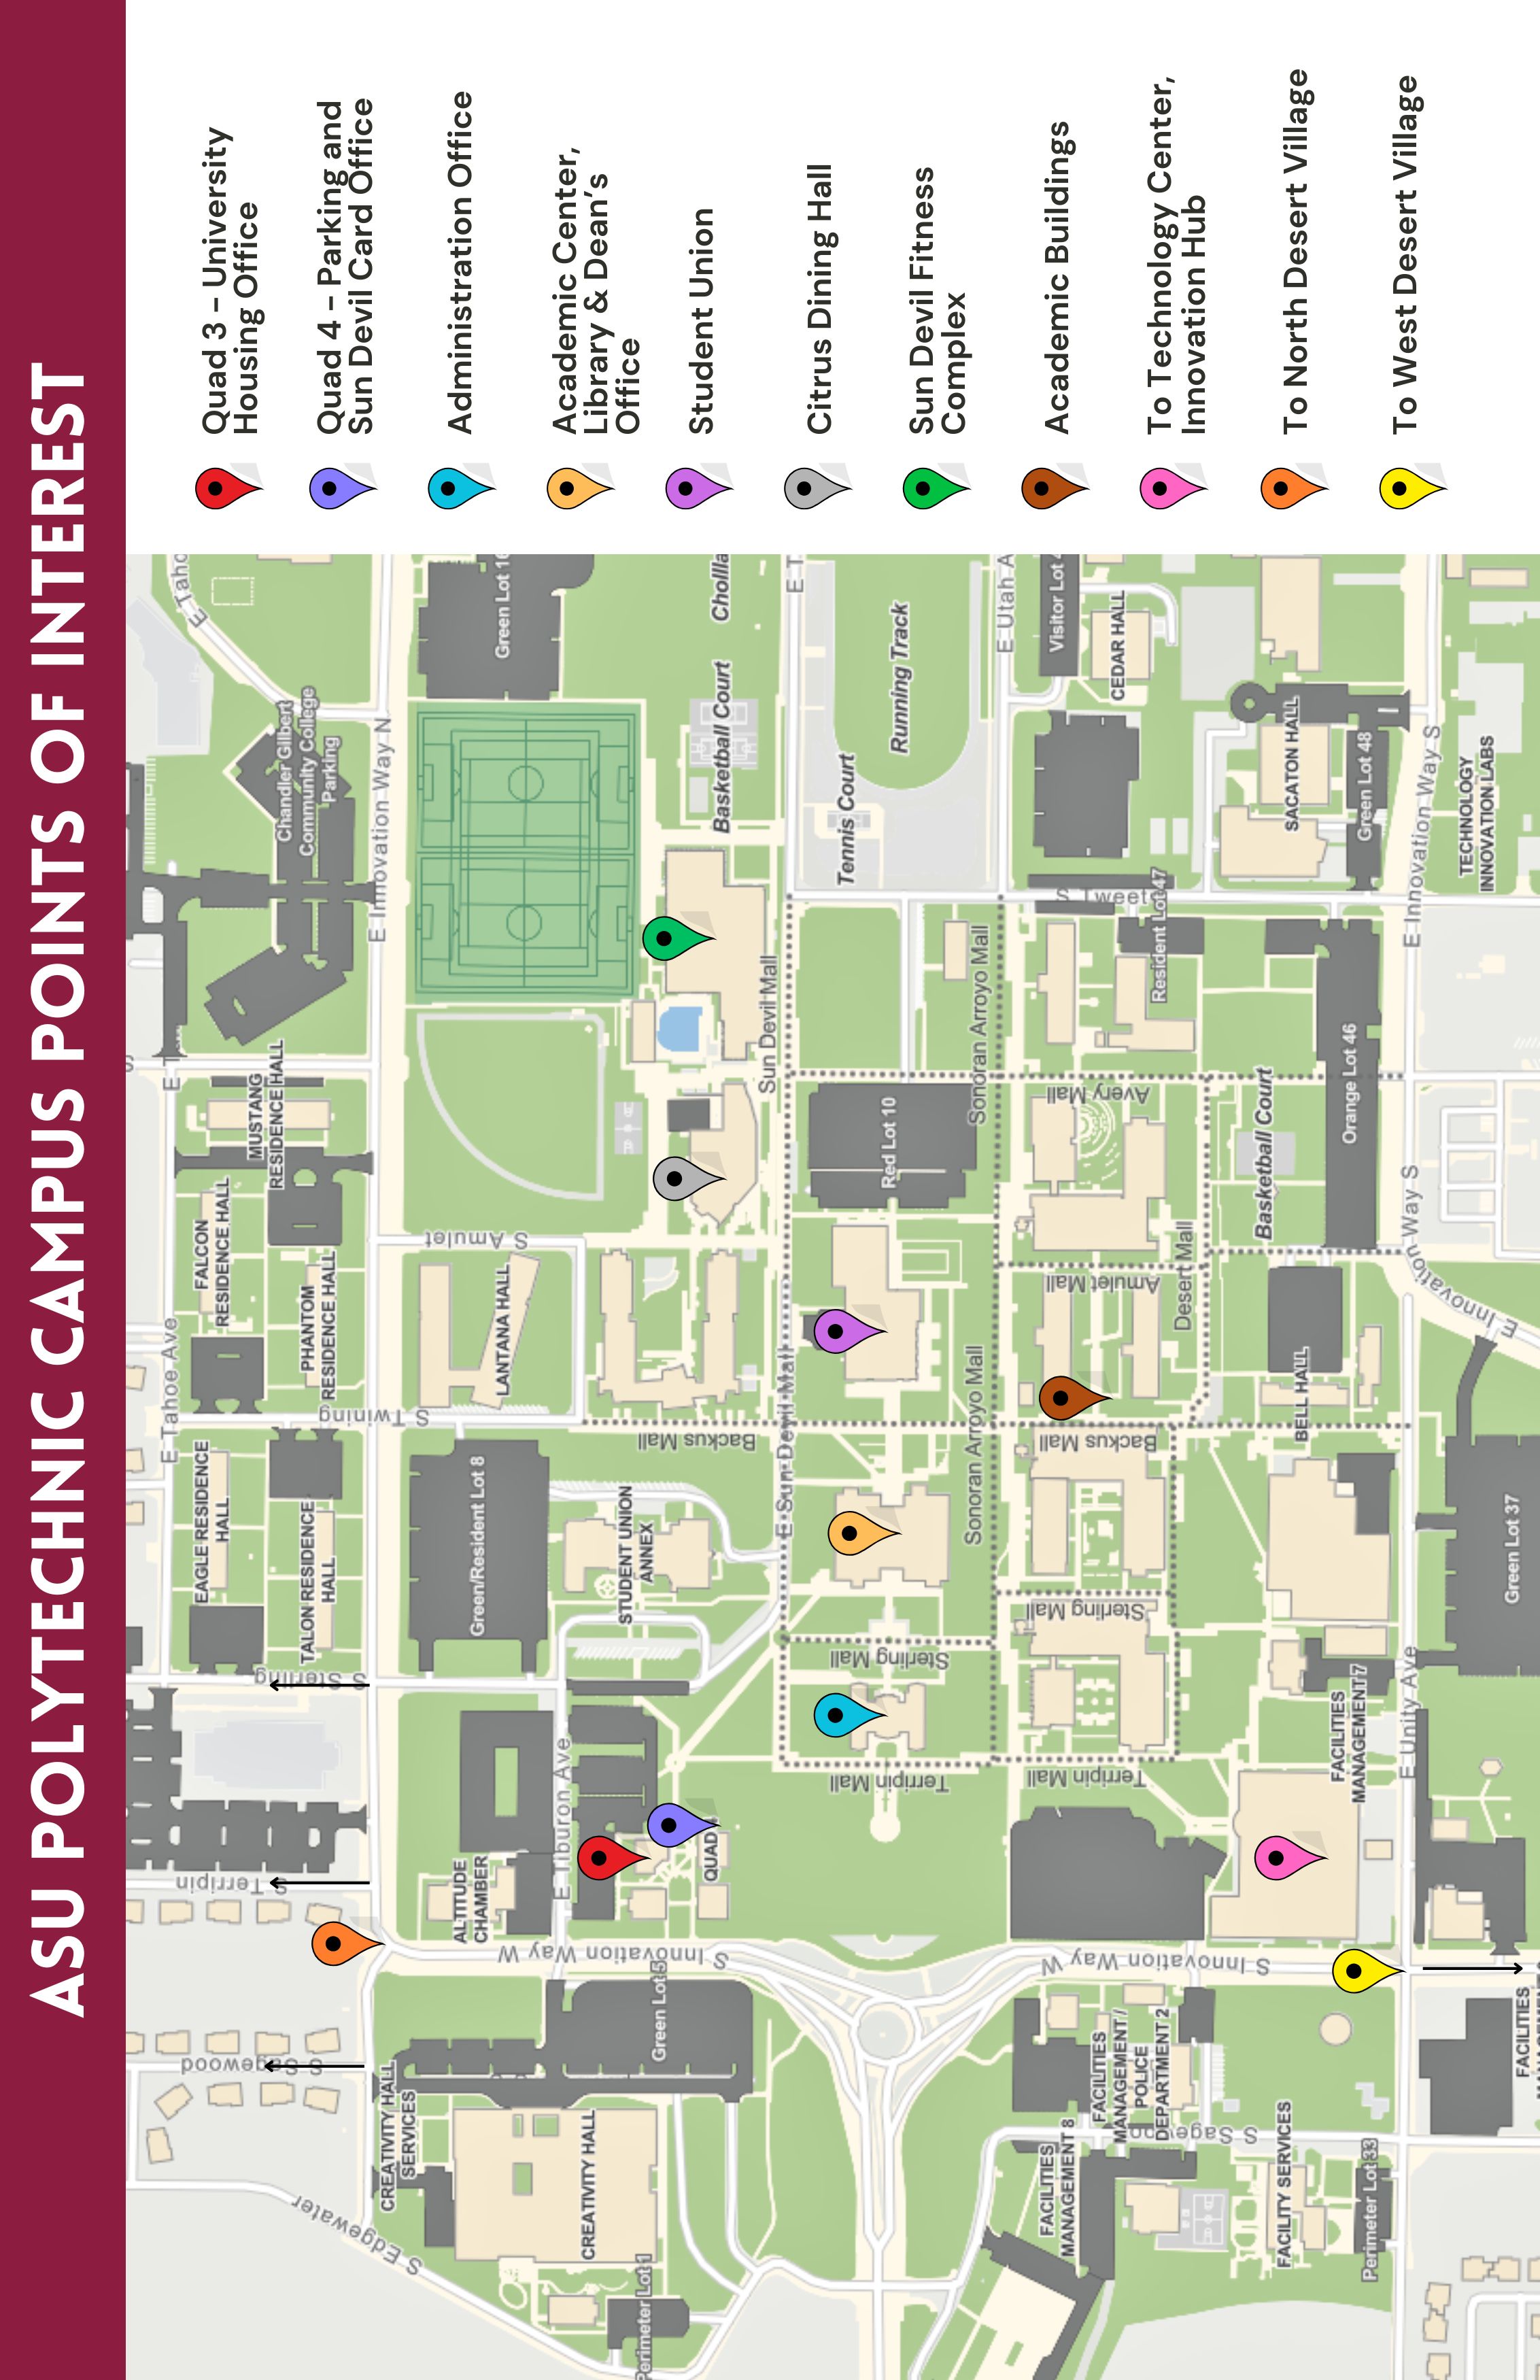 ASU POLYTECHNIC CAMPUS POINTS OF INTEREST
E Tahoe Ave
EAGLE RESIDENCE
HALL
FALCON
RESIDENCE HALL
MUSTANG
RESIDENCE HALL
TALON RESIDENCE
HALL
PHANTOM
RESIDENCE HALL
Chandler Gilbert
Community College
Parking
S Edgewater
S Sagewood
S Terripin
S Sterling
S Twining
E Innovation Way N
CREATIVITY HALL
SERVICES
ALTITUDE
CHAMBER
Green/Resident Lot 8
LANTANA HALL
S Amulet
Green Lot 10
CREATIVITY HALL
E Tiburon Ave
S Innovation Way W
Perimeter Lot 1
Green Lot 5
STUDENT UNION
ANNEX
Backus Mall
QUAD
Basketball Court
Sun Devil Mall
E Sun Devil Mall
Tennis Court
Running Track
Terripin Mall
Sterling Mall
Red Lot 10
Sonoran Arroyo Mall
Sonoran Arroyo Mall
E Utah A
Visitor Lot
CEDAR HALL
FACILITIES
MANAGEMENT 8
FACILITIES
MANAGEMENT /
POLICE
DEPARTMENT 2
S Innovation Way W
Terripin Mall
Sterling Mall
Backus Mall
Amulet Mall
Avery Mall
Resident Lot 47
Desert Mall
S Sagewood
FACILITY SERVICES
BELL HALL
Basketball Court
SACATON HALL
Perimeter Lot 33
FACILITIES
MANAGEMENT 7
Orange Lot 46
Green Lot 48
E Unity Ave
E Innovation Way S
E Innovation Way S
TECHNOLOGY
INNOVATION LABS
Green Lot 37
FACILITIES
Quad 3 – University
Housing Office
Quad 4 – Parking and
Sun Devil Card Office
Administration Office
Academic Center,
Library & Dean's
Office
Student Union
Citrus Dining Hall
Sun Devil Fitness
Complex
Academic Buildings
To Technology Center,
Innovation Hub
To North Desert Village
To West Desert Village